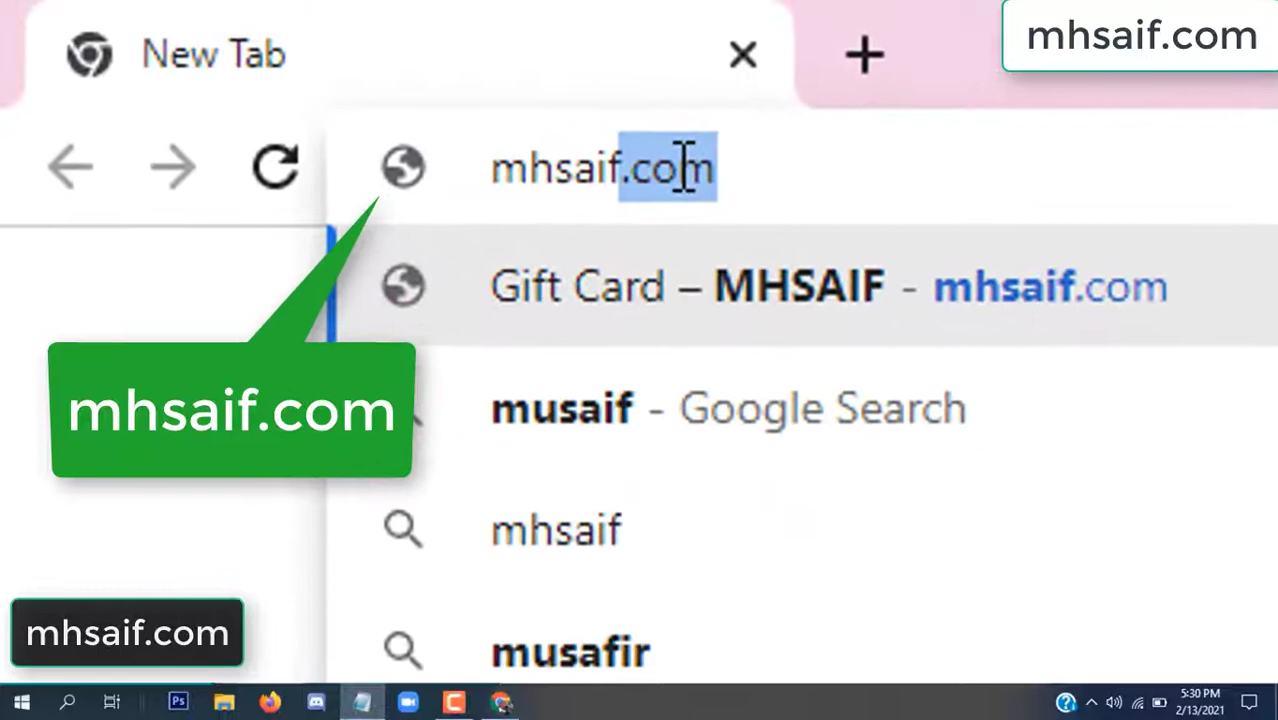 New Tab
mhsaif.com
mhsaif.com
Gift Card – MHSAIF - mhsaif.com
mhsaif.com
musaif - Google Search
mhsaif
mhsaif.com
musafir
Ps
5:30 PM
2/13/2021